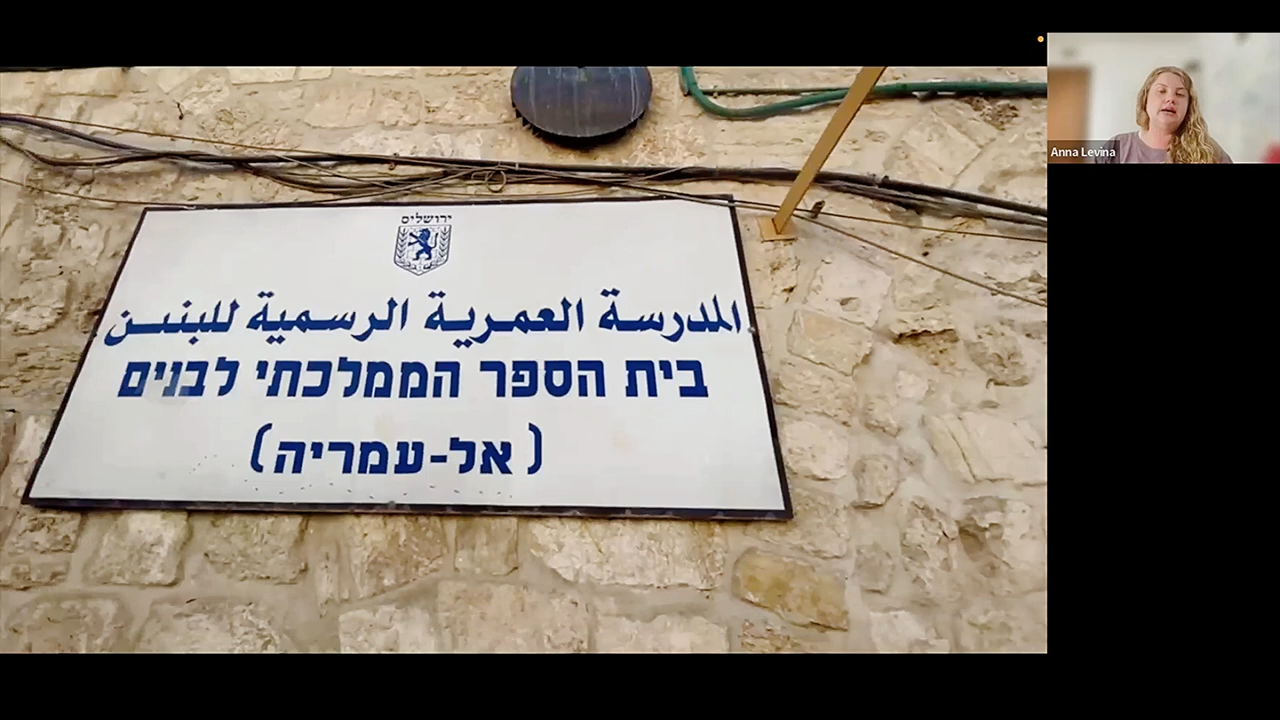 ירושלים
المدرسة العمرية الرسمية للبنين
בית הספר הממלכתי לבנים
(אל-עמריה)
Anna Levina